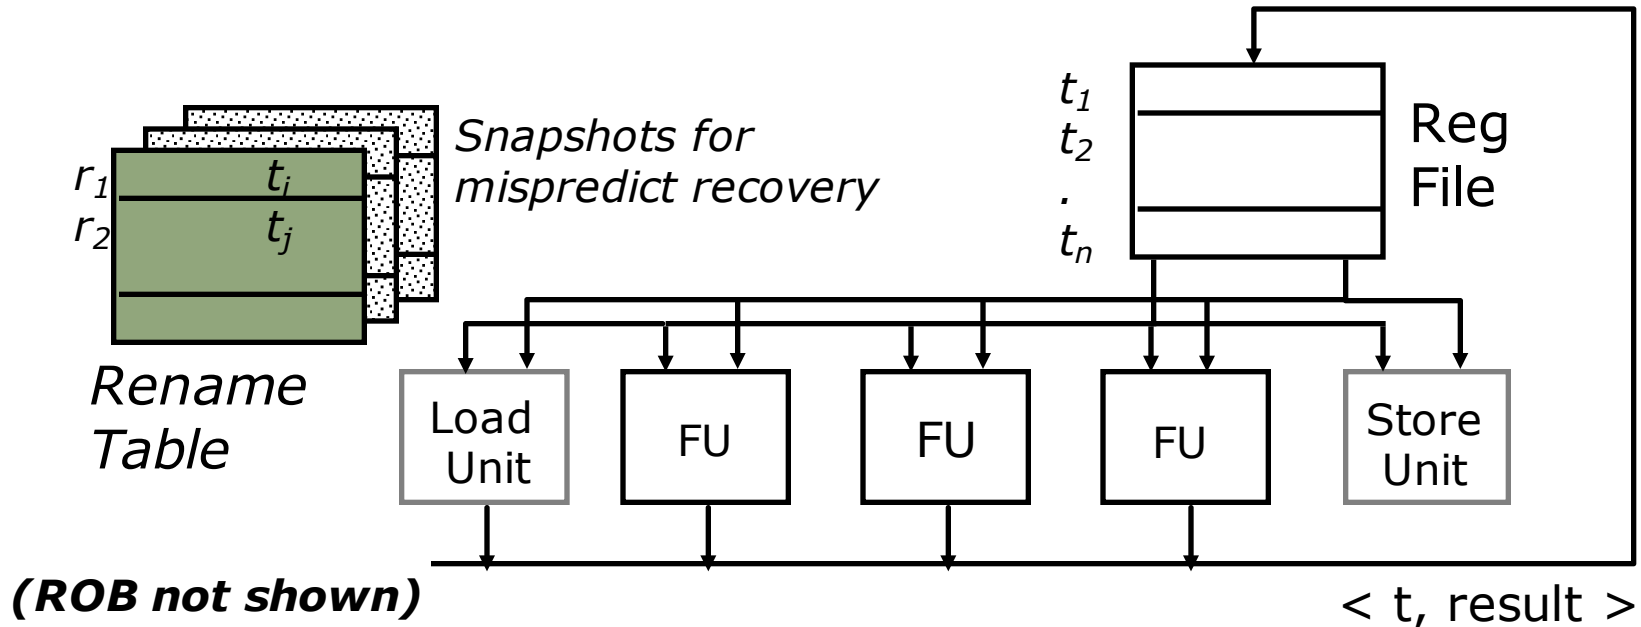 r1 ti
r2 tj
Snapshots for
mispredict recovery
Rename
Table
t1
t2
.
tn
Reg
File
Load
Unit
FU
FU
FU
Store
Unit
(ROB not shown)
< t, result >